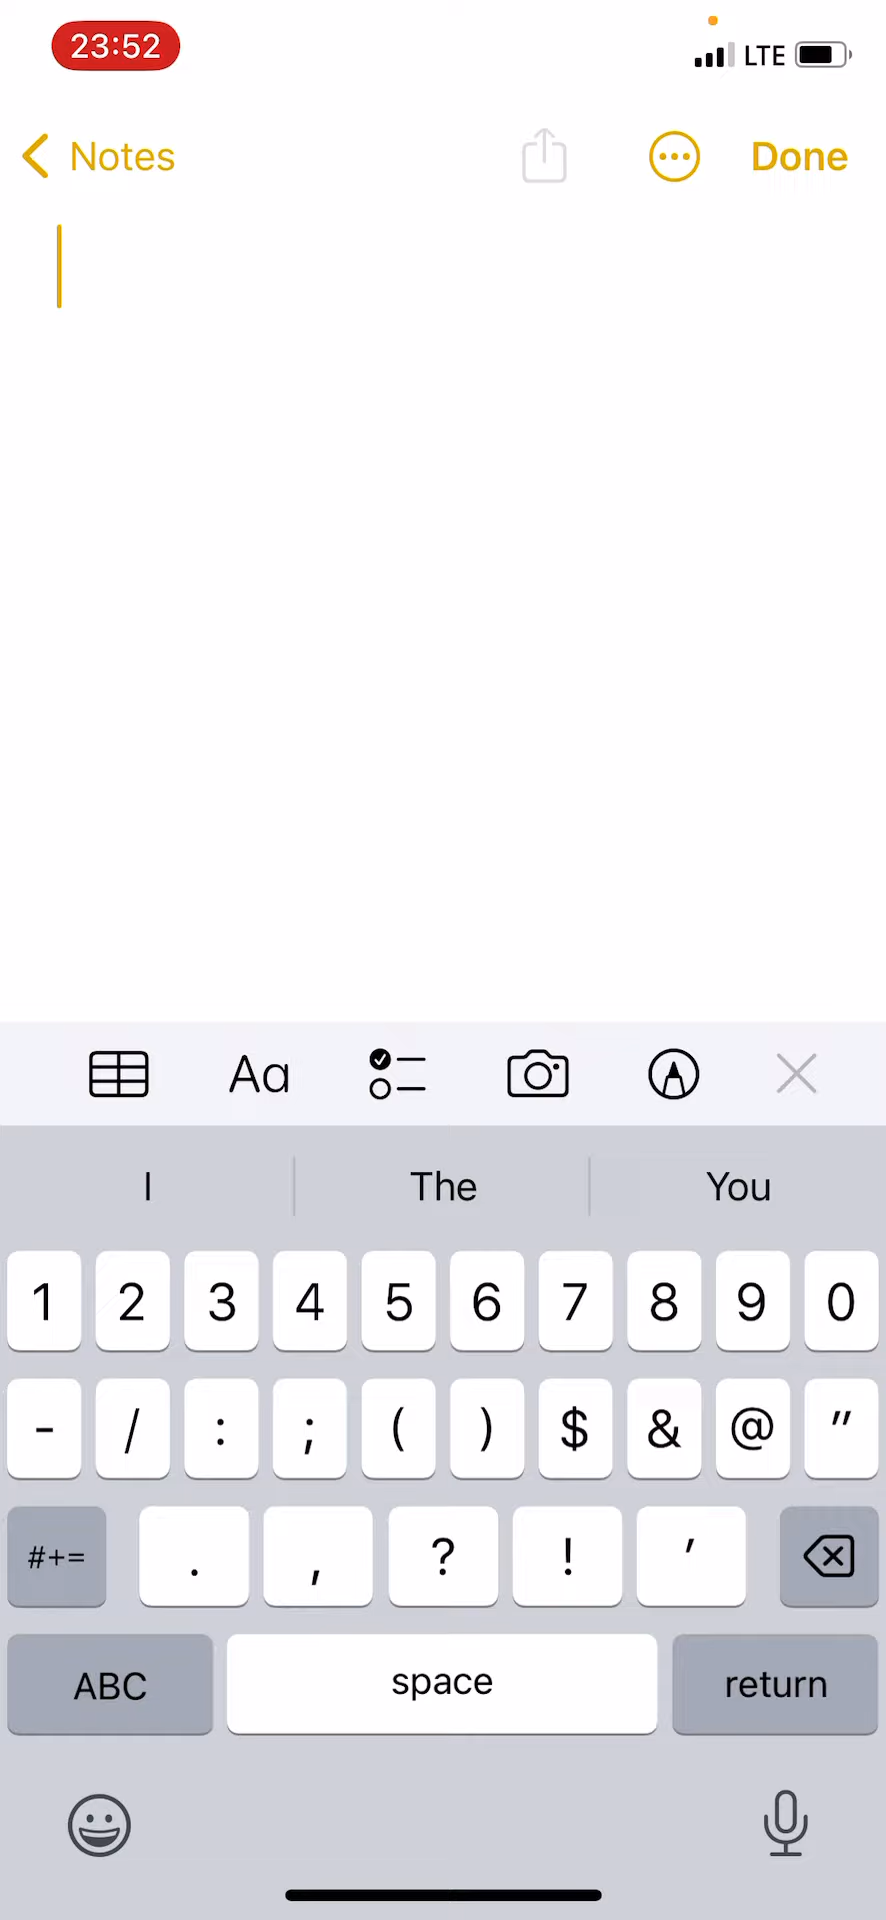 23:52 LTE
Notes Done
Aa
I The You
1 2 3 4 5 6 7 8 9 0
- / : ; ( ) $ & @ "
#+= . , ? ! '
ABC space return